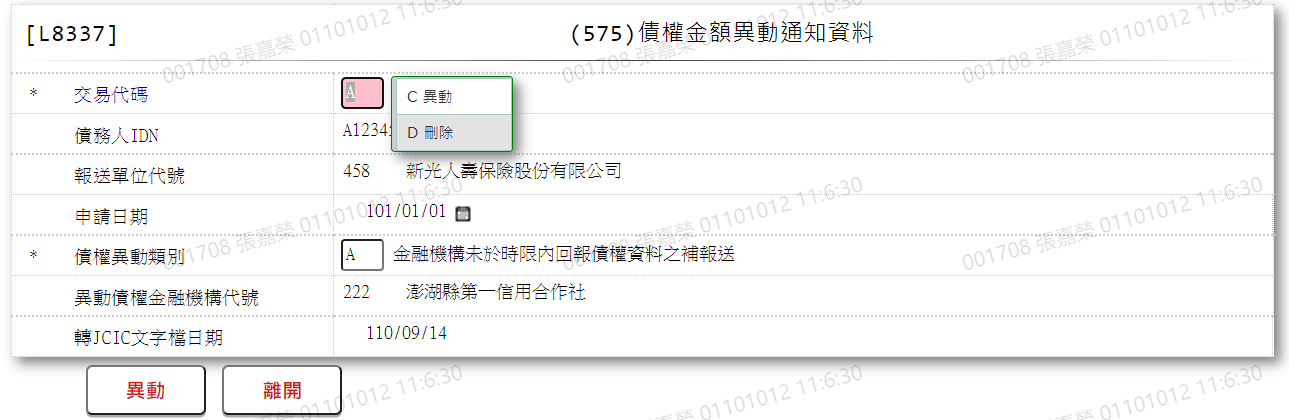 [L8337] (575)債權金額異動通知資料
* 交易代碼 A
C 異動
D 刪除
債務人IDN A1234
報送單位代號 458 新光人壽保險股份有限公司
申請日期 101/01/01
* 債權異動類別 A 金融機構未於時限內回報債權資料之補報送
異動債權金融機構代號 222 澎湖縣第一信用合作社
轉JCIC文字檔日期 110/09/14
異動 離開
001708 張嘉榮 01101012 11:6:30